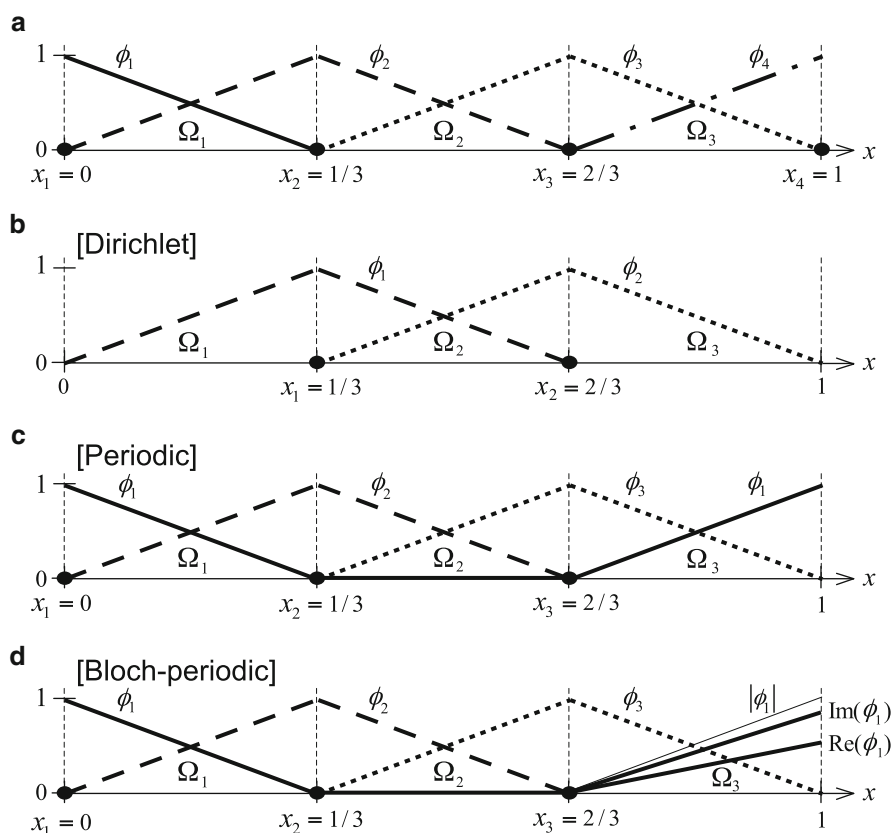 a
1 ϕ₁ ϕ₂ ϕ₃ ϕ₄
Ω₁ Ω₂ Ω₃
0 x
x₁ = 0 x₂ = 1/3 x₃ = 2/3 x₄ = 1
b
[Dirichlet]
1 ϕ₁ ϕ₂
Ω₁ Ω₂ Ω₃
0 x
0 x₁ = 1/3 x₂ = 2/3 1
c
[Periodic]
1 ϕ₁ ϕ₂ ϕ₃ ϕ₁
Ω₁ Ω₂ Ω₃
0 x
x₁ = 0 x₂ = 1/3 x₃ = 2/3 1
d
[Bloch-periodic]
1 ϕ₁ ϕ₂ ϕ₃ |ϕ₁| Im(ϕ₁)
Re(ϕ₁)
Ω₁ Ω₂ Ω₃
0 x
x₁ = 0 x₂ = 1/3 x₃ = 2/3 1